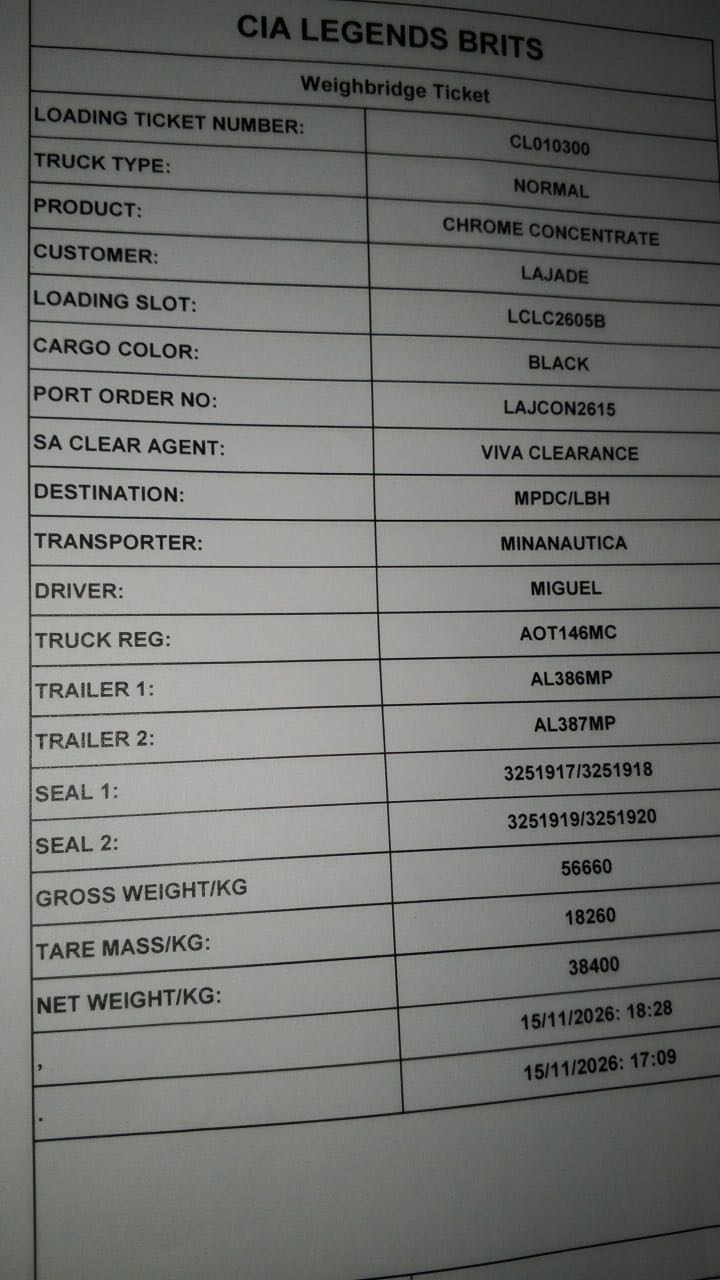 CIA LEGENDS BRITS
Weighbridge Ticket
LOADING TICKET NUMBER: CL010300
TRUCK TYPE: NORMAL
PRODUCT: CHROME CONCENTRATE
CUSTOMER: LAJADE
LOADING SLOT: LCLC2605B
CARGO COLOR: BLACK
PORT ORDER NO: LAJCON2615
SA CLEAR AGENT: VIVA CLEARANCE
DESTINATION: MPDC/LBH
TRANSPORTER: MINANAUTICA
DRIVER: MIGUEL
TRUCK REG: AOT146MC
TRAILER 1: AL386MP
TRAILER 2: AL387MP
SEAL 1: 3251917/3251918
SEAL 2: 3251919/3251920
GROSS WEIGHT/KG 56660
TARE MASS/KG: 18260
NET WEIGHT/KG: 38400
, 15/11/2026: 18:28
. 15/11/2026: 17:09